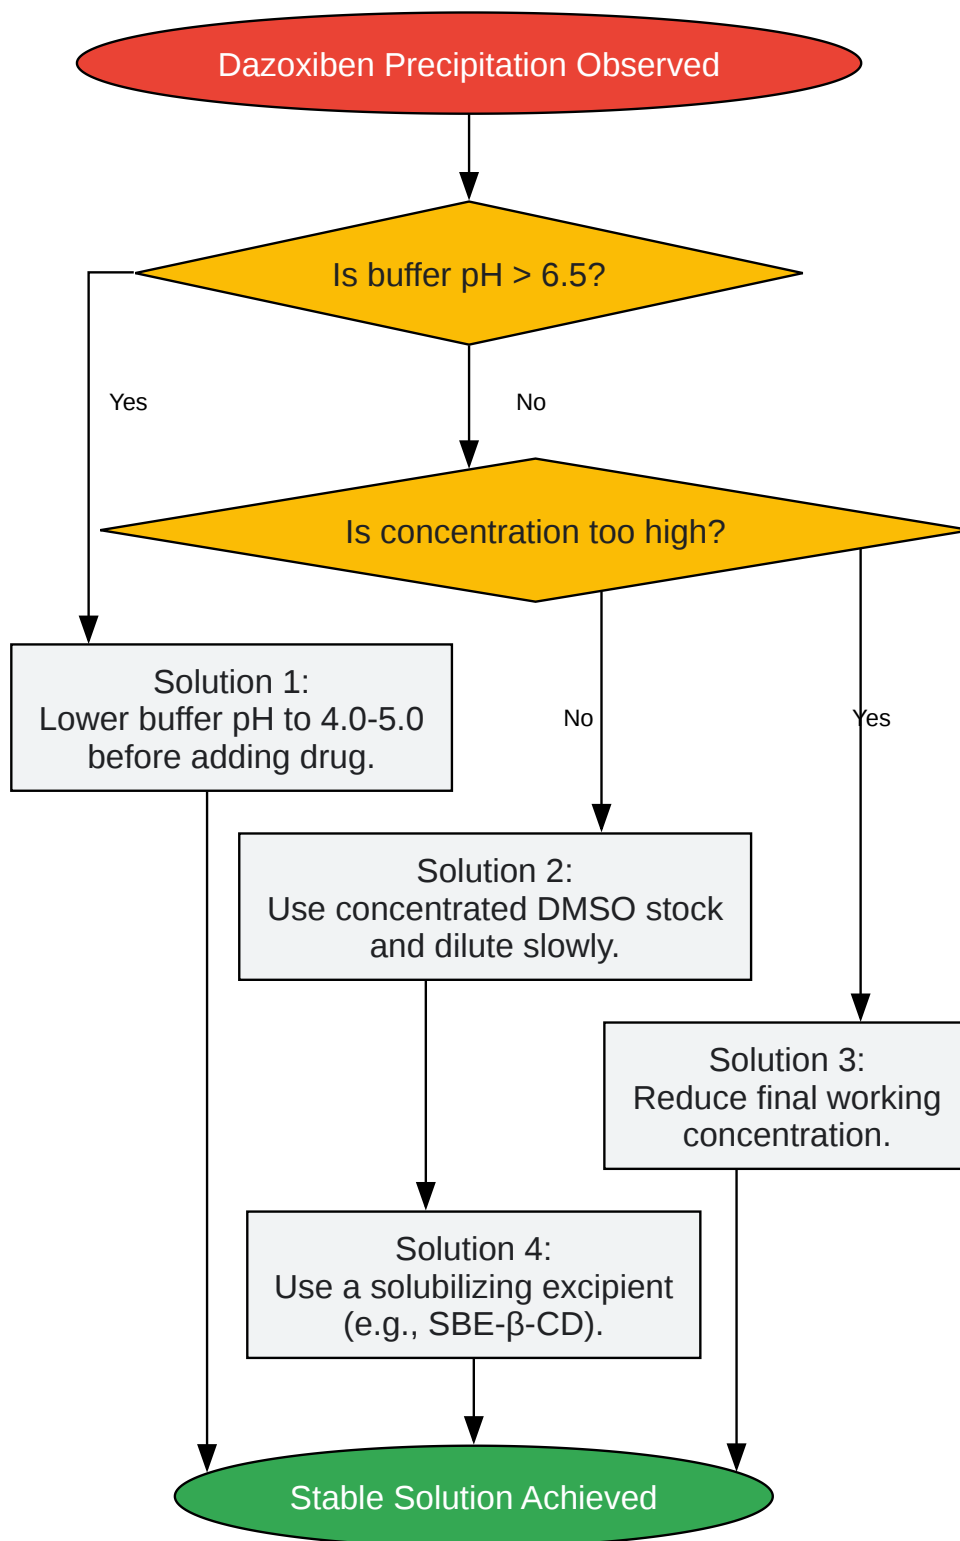 Dazoxiben Precipitation Observed
Is buffer pH > 6.5?
Yes
No
Is concentration too high?
Solution 1:
Lower buffer pH to 4.0-5.0
before adding drug.
No
Yes
Solution 2:
Use concentrated DMSO stock
and dilute slowly.
Solution 3:
Reduce final working
concentration.
Solution 4:
Use a solubilizing excipient
(e.g., SBE-β-CD).
Stable Solution Achieved